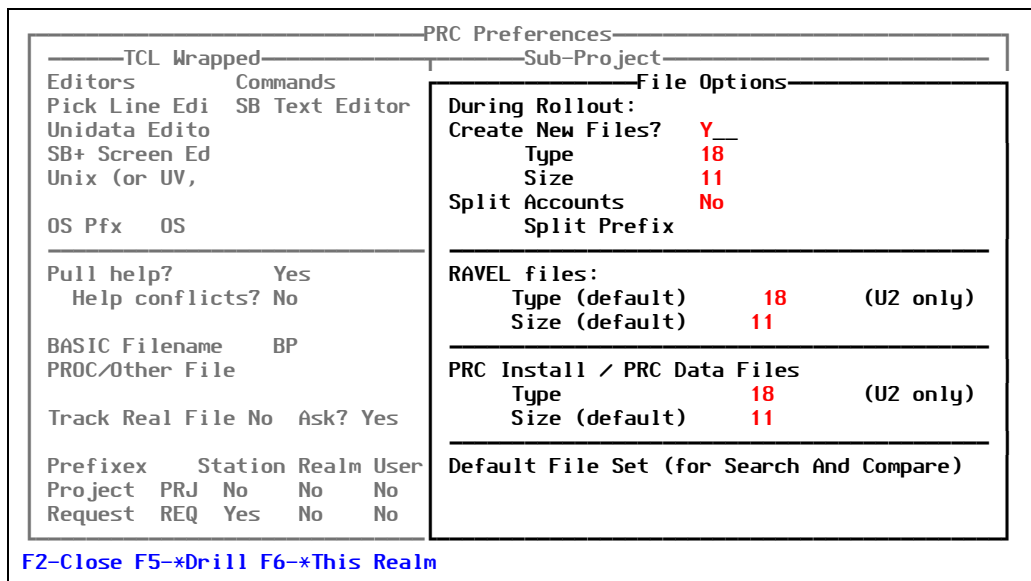 PRC Preferences
TCL Wrapped Sub-Project
Editors Commands
Pick Line Edi SB Text Editor
Unidata Edito
SB+ Screen Ed
Unix (or UV,
OS Pfx OS
Pull help? Yes
Help conflicts? No
BASIC Filename BP
PROC/Other File
Track Real File No Ask? Yes
Prefixex Station Realm User
Project PRJ No No No
Request REQ Yes No No
File Options
During Rollout:
Create New Files? Y__
Type 18
Size 11
Split Accounts No
Split Prefix
RAVEL files:
Type (default) 18 (U2 only)
Size (default) 11
PRC Install / PRC Data Files
Type 18 (U2 only)
Size (default) 11
Default File Set (for Search And Compare)
F2-Close F5-*Drill F6-*This Realm